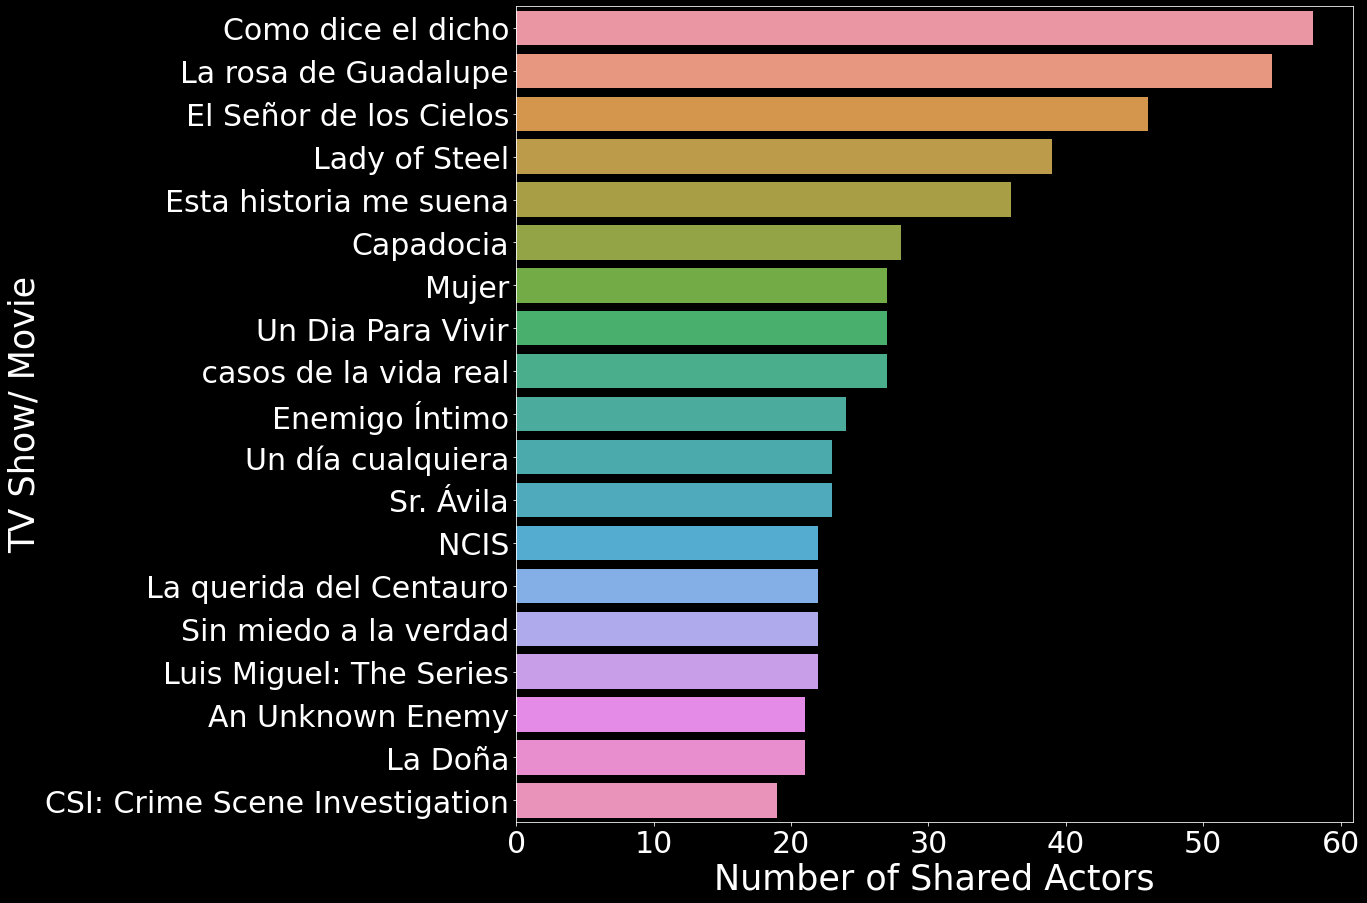 Como dice el dicho
La rosa de Guadalupe
El Señor de los Cielos
Lady of Steel
Esta historia me suena
Capadocia
Mujer
Un Dia Para Vivir
casos de la vida real
Enemigo Íntimo
Un día cualquiera
Sr. Ávila
NCIS
La querida del Centauro
Sin miedo a la verdad
Luis Miguel: The Series
An Unknown Enemy
La Doña
CSI: Crime Scene Investigation
TV Show/ Movie
0 10 20 30 40 50 60
Number of Shared Actors